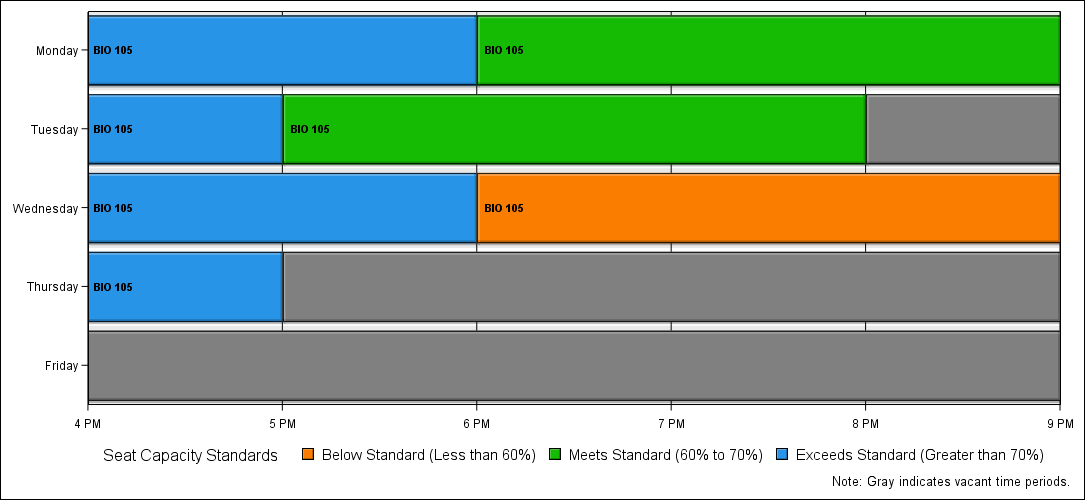 Monday
BIO 105
BIO 105
Tuesday
BIO 105
BIO 105
Wednesday
BIO 105
BIO 105
Thursday
BIO 105
Friday
4 PM 5 PM 6 PM 7 PM 8 PM 9 PM
Seat Capacity Standards Below Standard (Less than 60%) Meets Standard (60% to 70%) Exceeds Standard (Greater than 70%)
Note: Gray indicates vacant time periods.